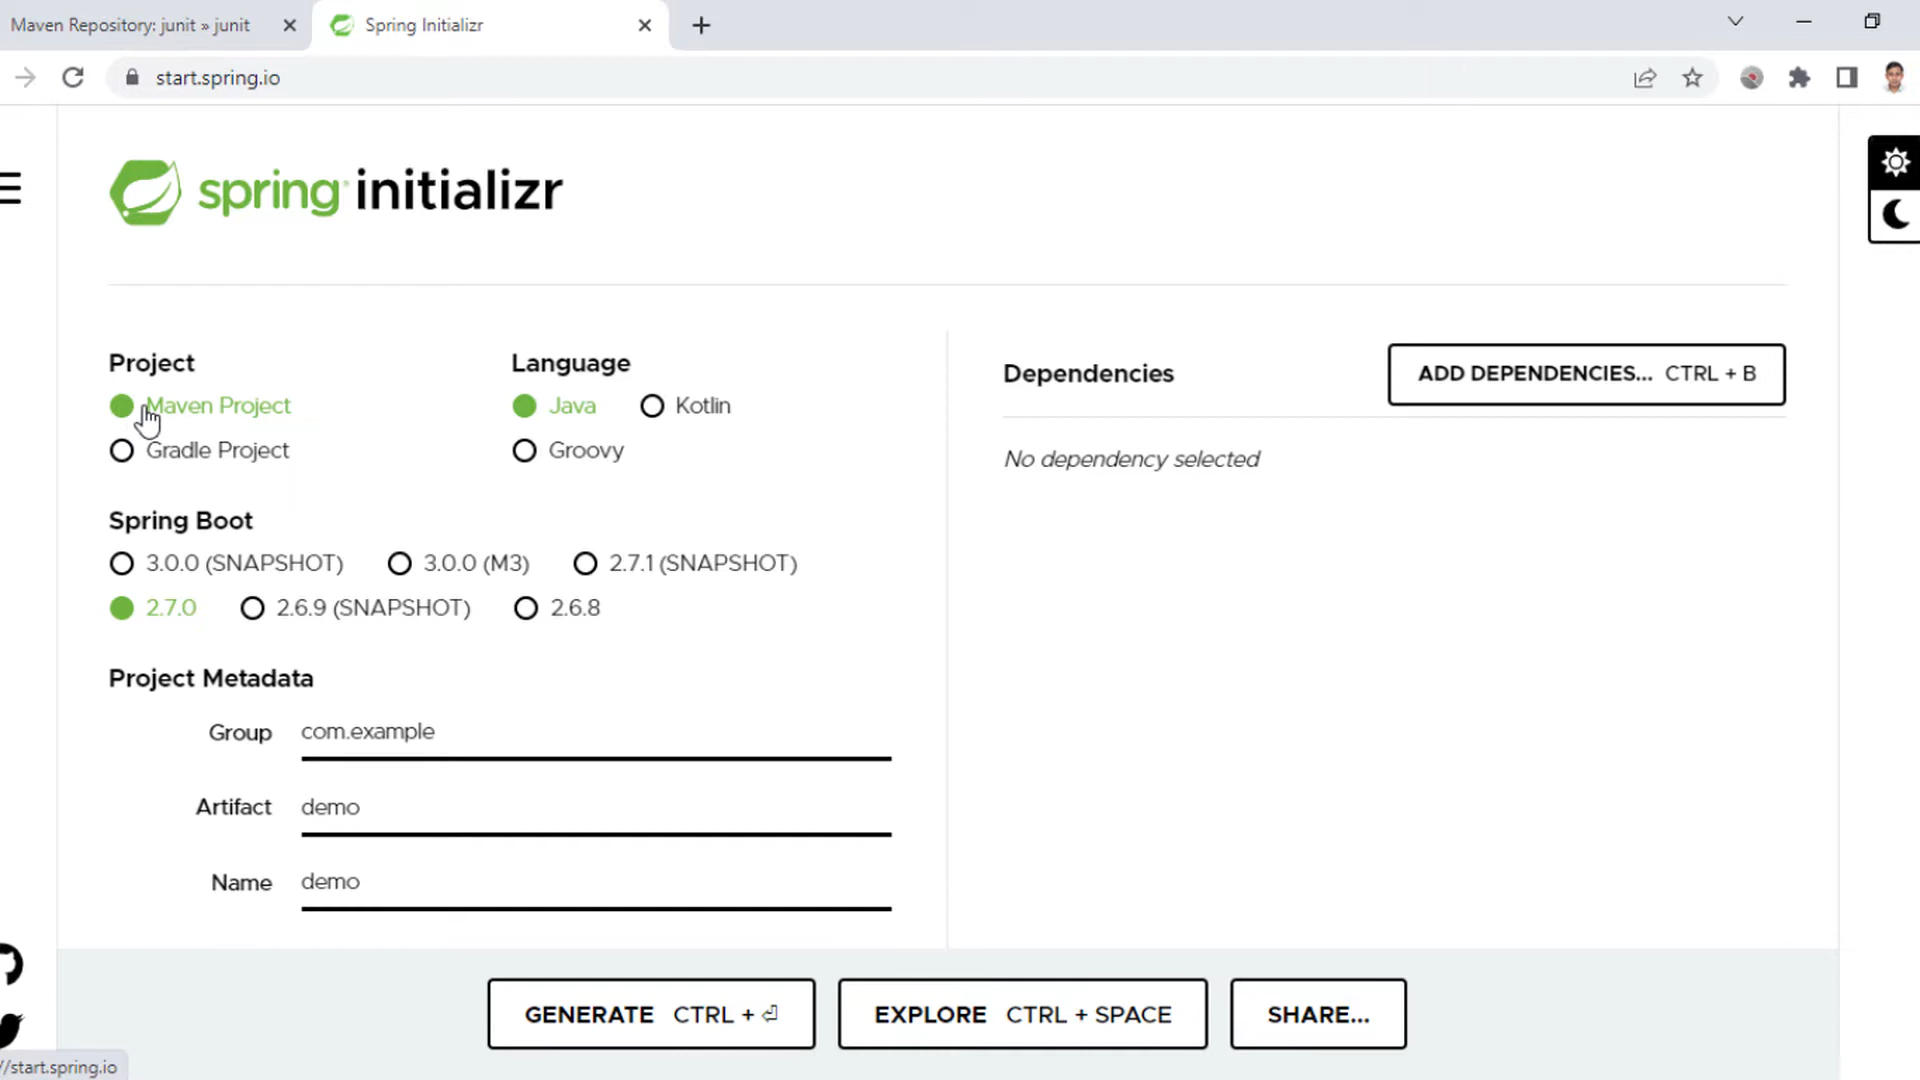 Maven Repository: junit » junit
Spring Initializr
start.spring.io
spring initializr
Project
Maven Project
Gradle Project
Language
Java
Kotlin
Groovy
Spring Boot
3.0.0 (SNAPSHOT) 3.0.0 (M3) 2.7.1 (SNAPSHOT)
2.7.0 2.6.9 (SNAPSHOT) 2.6.8
Project Metadata
Group com.example
Artifact demo
Name demo
Dependencies
ADD DEPENDENCIES... CTRL + B
No dependency selected
GENERATE CTRL + ⏎
EXPLORE CTRL + SPACE
SHARE...
//start.spring.io